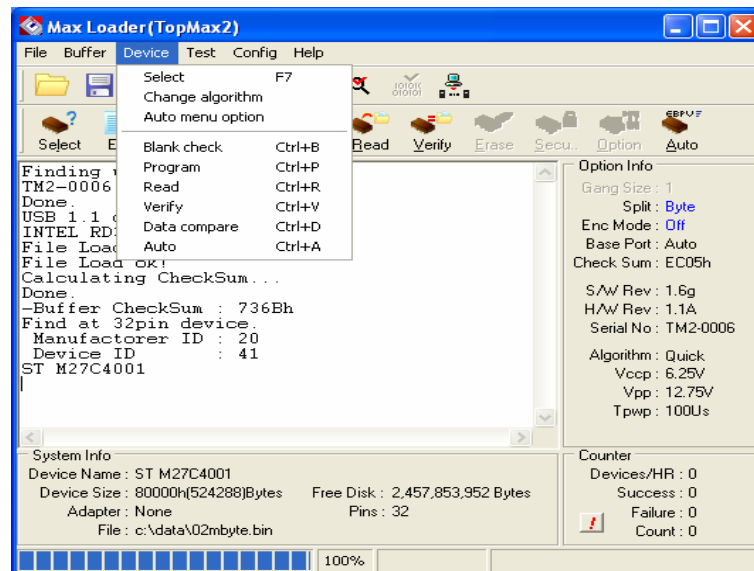 Max Loader(TopMax2)
File Buffer Device Test Config Help
Select F7
Change algorithm
Auto menu option
Blank check Ctrl+B
Program Ctrl+P
Read Ctrl+R
Verify Ctrl+V
Data compare Ctrl+D
Auto Ctrl+A
Select Read Verify Erase Secu.. Option Auto
Finding
TM2-0006
Done.
USB 1.1
INTEL
File Load
File Load ok!
Calculating CheckSum...
Done.
-Buffer CheckSum : 736Bh
Find at 32pin device.
Manufactorer ID : 20
Device ID : 41
ST M27C4001
Option Info
Gang Size : 1
Split : Byte
Enc Mode : Off
Base Port : Auto
Check Sum : EC05h
S/W Rev : 1.6g
H/W Rev : 1.1A
Serial No : TM2-0006
Algorithm : Quick
Vccp : 6.25V
Vpp : 12.75V
Tpwp : 100Us
System Info
Device Name : ST M27C4001
Device Size : 80000h(524288)Bytes Free Disk : 2,457,853,952 Bytes
Adapter : None Pins : 32
File : c:\data\02mbyte.bin
Counter
Devices/HR : 0
Success : 0
Failure : 0
Count : 0
100%